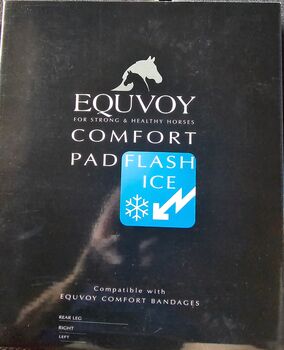 EQUVOY
FOR STRONG & HEALTHY HORSES
COMFORT
PAD FLASH
ICE
Compatible with
EQUVOY COMFORT BANDAGES
REAR LEG
RIGHT
LEFT